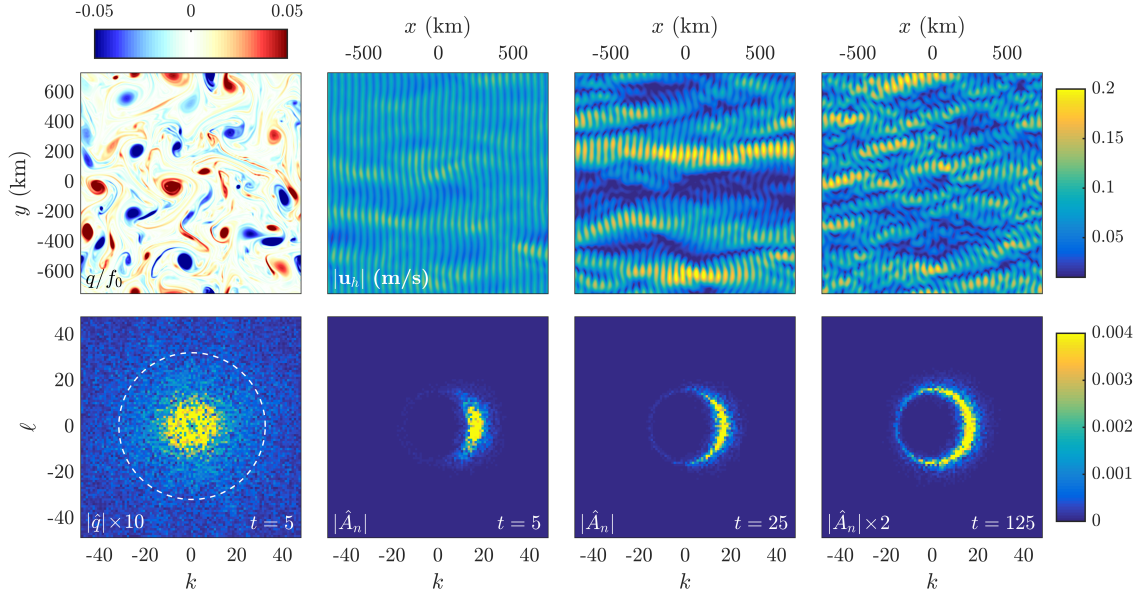 -0.05 0 0.05
x (km) x (km) x (km)
-500 0 500 -500 0 500 -500 0 500
y (km)
600
400
200
0
-200
-400
-600
q/f₀
|uₕ| (m/s)
0.2
0.15
0.1
0.05
ℓ
40
20
0
-20
-40
|q̂|×10 t = 5
|Âₙ| t = 5
|Âₙ| t = 25
|Âₙ|×2 t = 125
0.004
0.003
0.002
0.001
0
-40 -20 0 20 40 -40 -20 0 20 40 -40 -20 0 20 40 -40 -20 0 20 40
k k k k